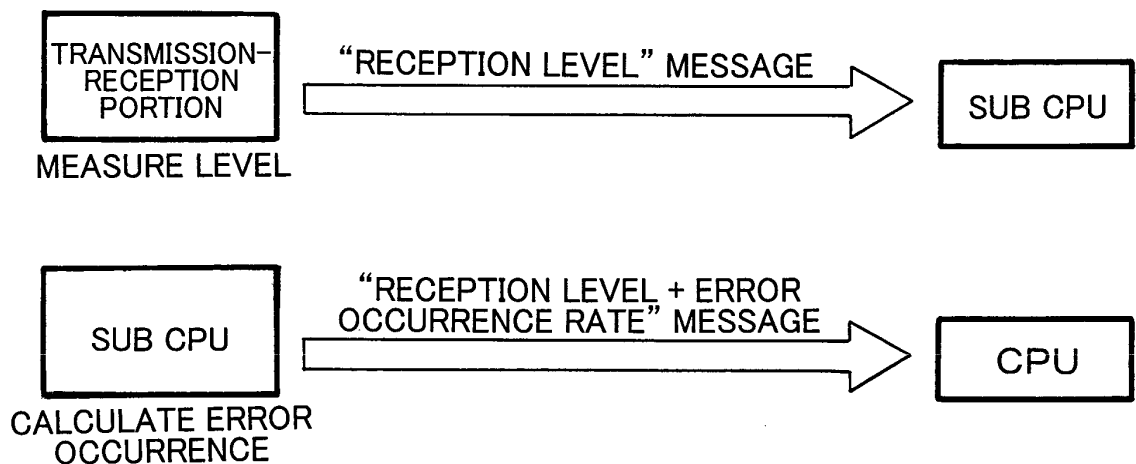 TRANSMISSION-
RECEPTION
PORTION
MEASURE LEVEL
“RECEPTION LEVEL” MESSAGE
SUB CPU
SUB CPU
CALCULATE ERROR
OCCURRENCE
“RECEPTION LEVEL + ERROR
OCCURRENCE RATE” MESSAGE
CPU